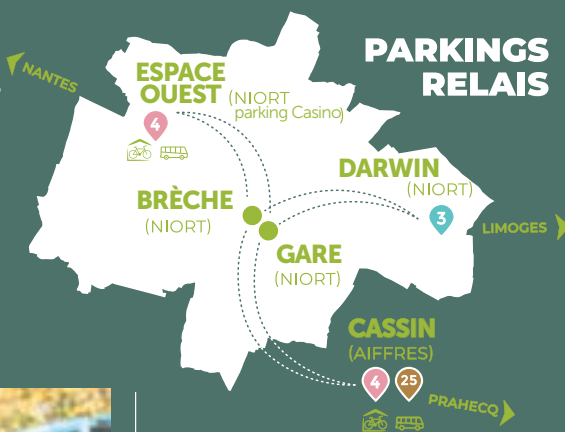 PARKINGS
RELAIS
NANTES
ESPACE
OUEST (NIORT
parking Casino)
4
DARWIN
(NIORT)
3
LIMOGES
BRÈCHE
(NIORT)
GARE
(NIORT)
CASSIN
(AIFFRES)
4 25
PRAHECQ